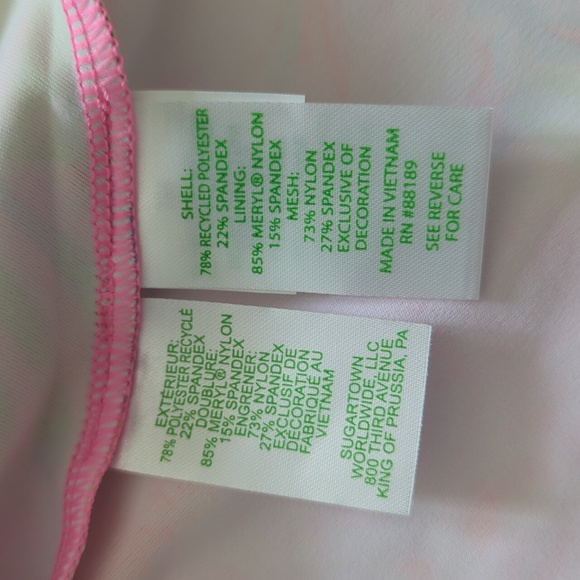 SHELL:
78% RECYCLED POLYESTER
22% SPANDEX
LINING:
85% MERYL® NYLON
15% SPANDEX
MESH:
73% NYLON
27% SPANDEX
EXCLUSIVE OF
DECORATION
MADE IN VIETNAM
RN #88189
SEE REVERSE
FOR CARE
EXTÉRIEUR:
78% POLYESTER RECYCLÉ
22% SPANDEX
DOUBLURE:
85% MERYL® NYLON
15% SPANDEX
ENGRENER:
73% NYLON
27% SPANDEX
EXCLUSIF DE
DÉCORATION
FABRIQUÉ AU
VIETNAM
SUGARTOWN
WORLDWIDE, LLC
800 THIRD AVENUE
KING OF PRUSSIA, PA